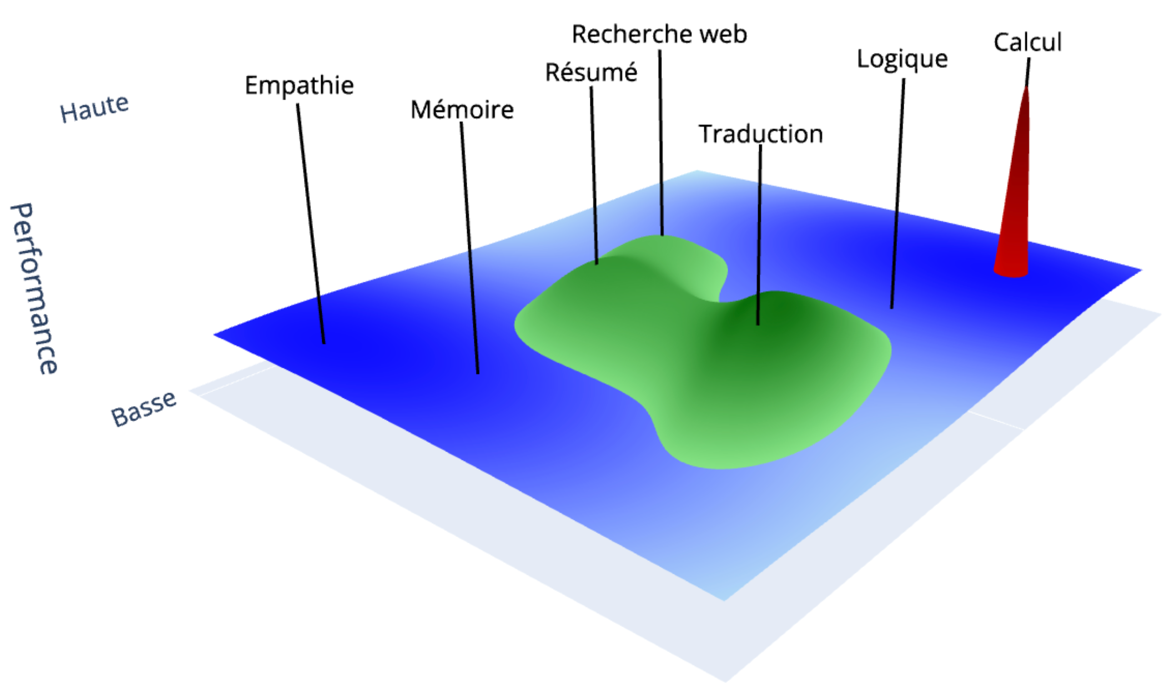 Recherche web
Calcul
Logique
Résumé
Empathie
Haute
Mémoire
Traduction
Performance
Basse